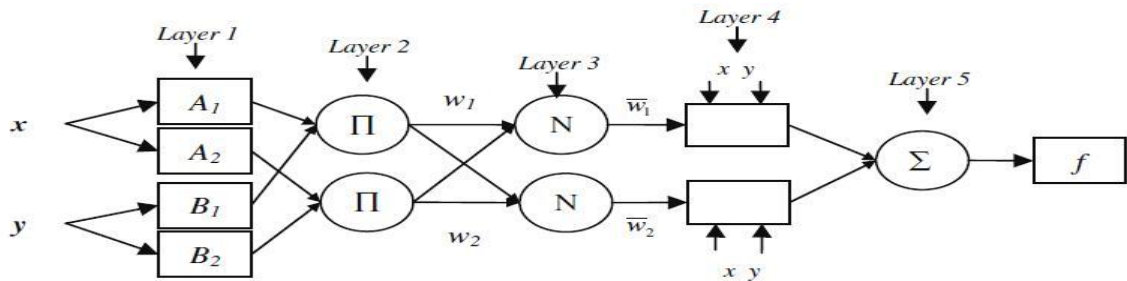 Layer 1
Layer 2
Layer 3
Layer 4
Layer 5
x
y
A₁
A₂
B₁
B₂
Π
Π
w₁
w₂
N
N
w̅₁
w̅₂
x y
x y
Σ
f